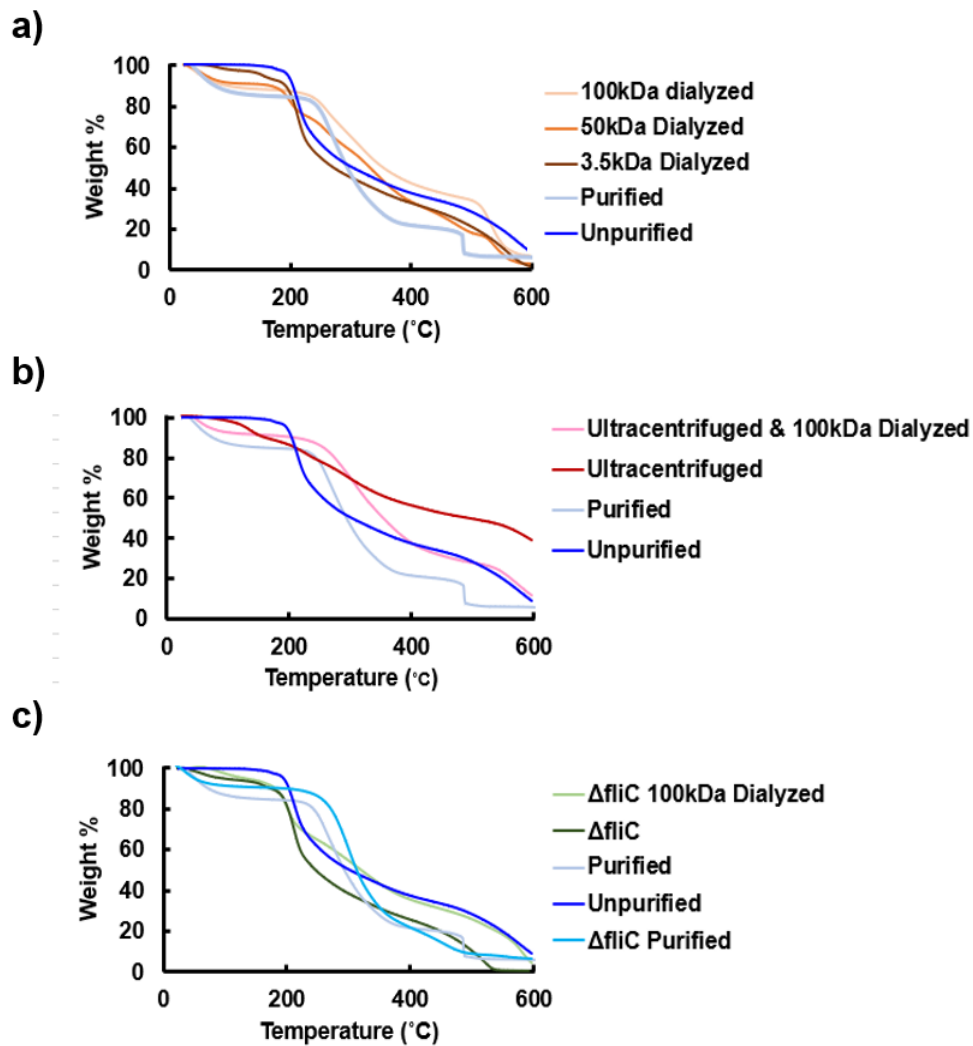 a)
100
80
60
40
20
0
Weight %
0 200 400 600
Temperature (˚C)
100kDa dialyzed
50kDa Dialyzed
3.5kDa Dialyzed
Purified
Unpurified
b)
100
80
60
40
20
0
Weight %
0 200 400 600
Temperature (°C)
Ultracentrifuged & 100kDa Dialyzed
Ultracentrifuged
Purified
Unpurified
c)
100
80
60
40
20
0
Weight %
0 200 400 600
Temperature (˚C)
ΔfliC 100kDa Dialyzed
ΔfliC
Purified
Unpurified
ΔfliC Purified